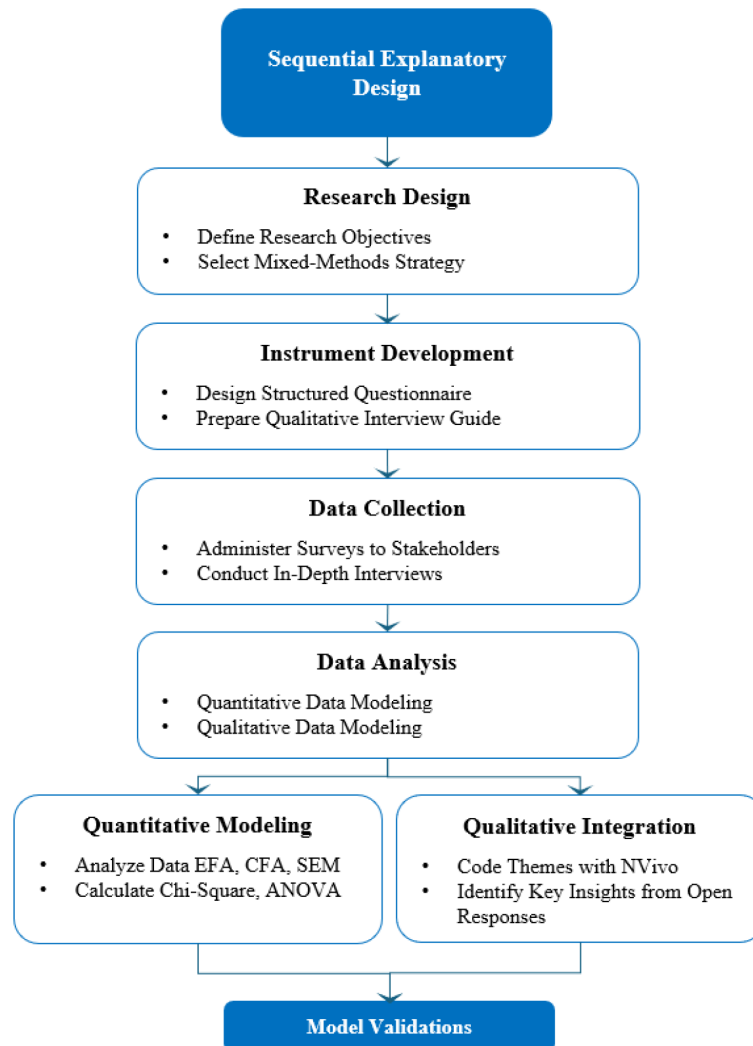 Sequential Explanatory
Design
Research Design
• Define Research Objectives
• Select Mixed-Methods Strategy
Instrument Development
• Design Structured Questionnaire
• Prepare Qualitative Interview Guide
Data Collection
• Administer Surveys to Stakeholders
• Conduct In-Depth Interviews
Data Analysis
• Quantitative Data Modeling
• Qualitative Data Modeling
Quantitative Modeling
• Analyze Data EFA, CFA, SEM
• Calculate Chi-Square, ANOVA
Qualitative Integration
• Code Themes with NVivo
• Identify Key Insights from Open
Responses
Model Validations